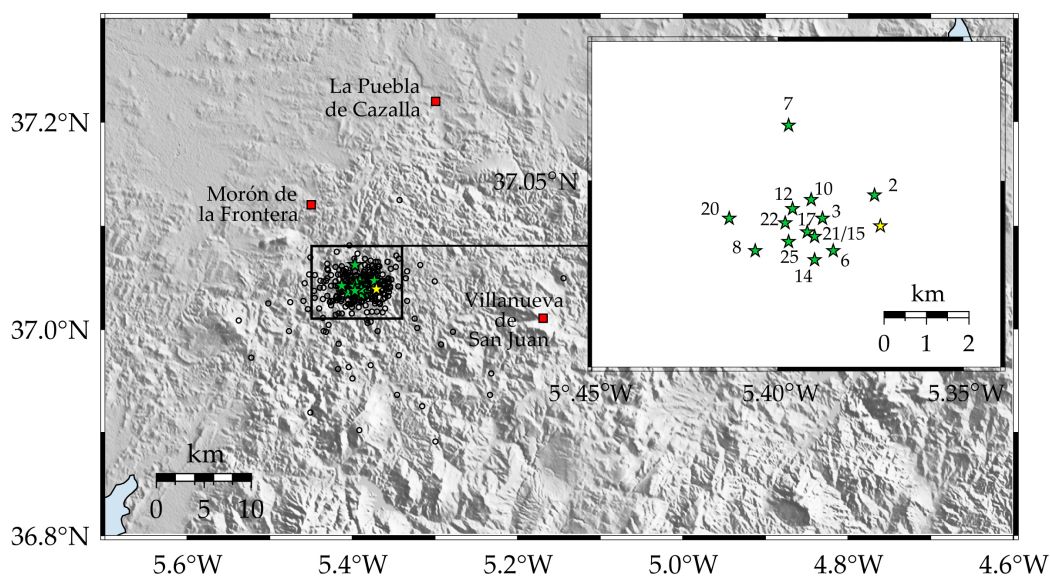 La Puebla
de Cazalla
37.2°N
7
37.05°N
Morón de
la Frontera
12
10
2
20
22
17
3
21/15
8
25
6
14
km
0 1 2
Villanueva
de
San Juan
37.0°N
5.45°W 5.40°W 5.35°W
km
0 5 10
36.8°N
5.6°W 5.4°W 5.2°W 5.0°W 4.8°W 4.6°W